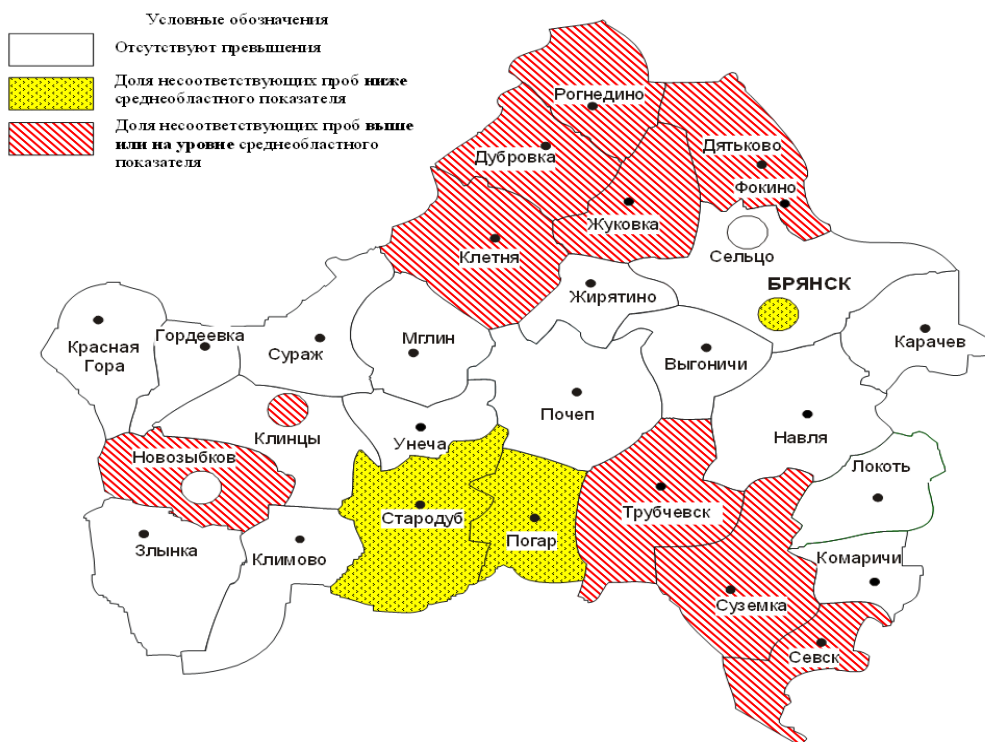 Условные обозначения
Отсутствуют превышения
Доля несоответствующих проб ниже
среднеобластного показателя
Доля несоответствующих проб выше
или на уровне среднеобластного
показателя
Рогнедино
Дятьково
Дубровка
Фокино
Жуковка
Клетня
Сельцо
БРЯНСК
Жирятино
Гордеевка
Мглин
Карачев
Красная
Гора
Сураж
Выгоничи
Почеп
Клинцы
Унеча
Навля
Новозыбков
Локоть
Стародуб
Трубчевск
Погар
Злынка
Климово
Комаричи
Суземка
Севск